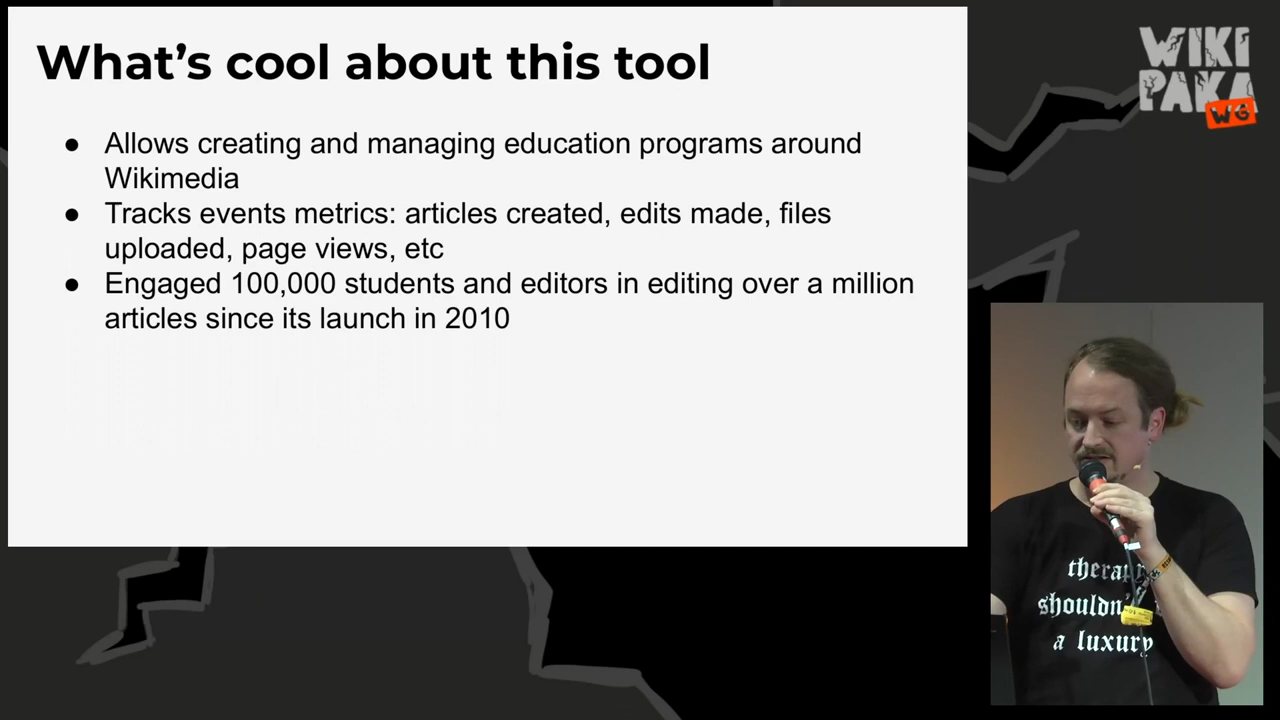 What's cool about this tool
● Allows creating and managing education programs around
Wikimedia
● Tracks events metrics: articles created, edits made, files
uploaded, page views, etc
● Engaged 100,000 students and editors in editing over a million
articles since its launch in 2010
WIKI
PAKA
WG
a luxury